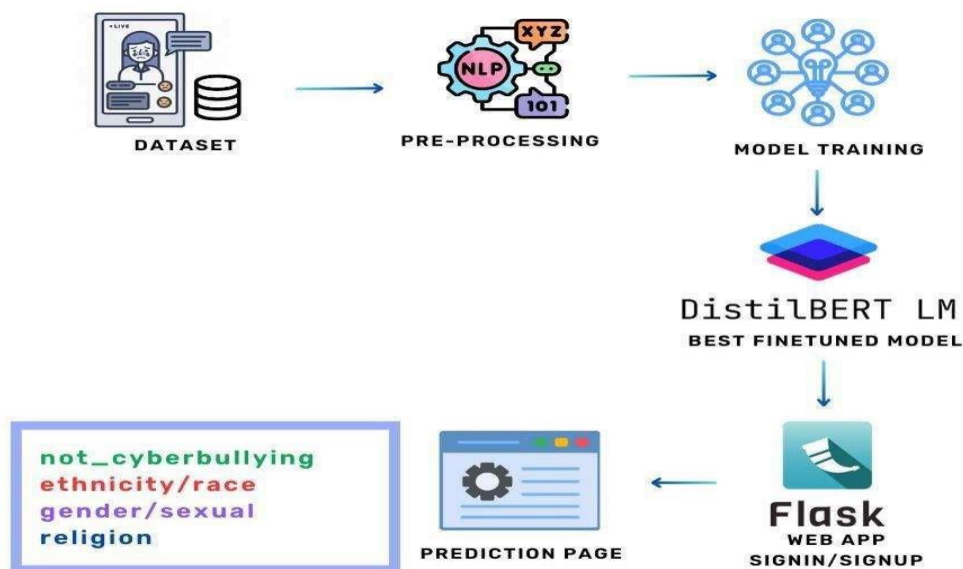 LIVE
XYZ
NLP
101
DATASET
PRE-PROCESSING
MODEL TRAINING
DistilBERT LM
BEST FINETUNED MODEL
not_cyberbullying
ethnicity/race
gender/sexual
religion
PREDICTION PAGE
Flask
WEB APP
SIGNIN/SIGNUP